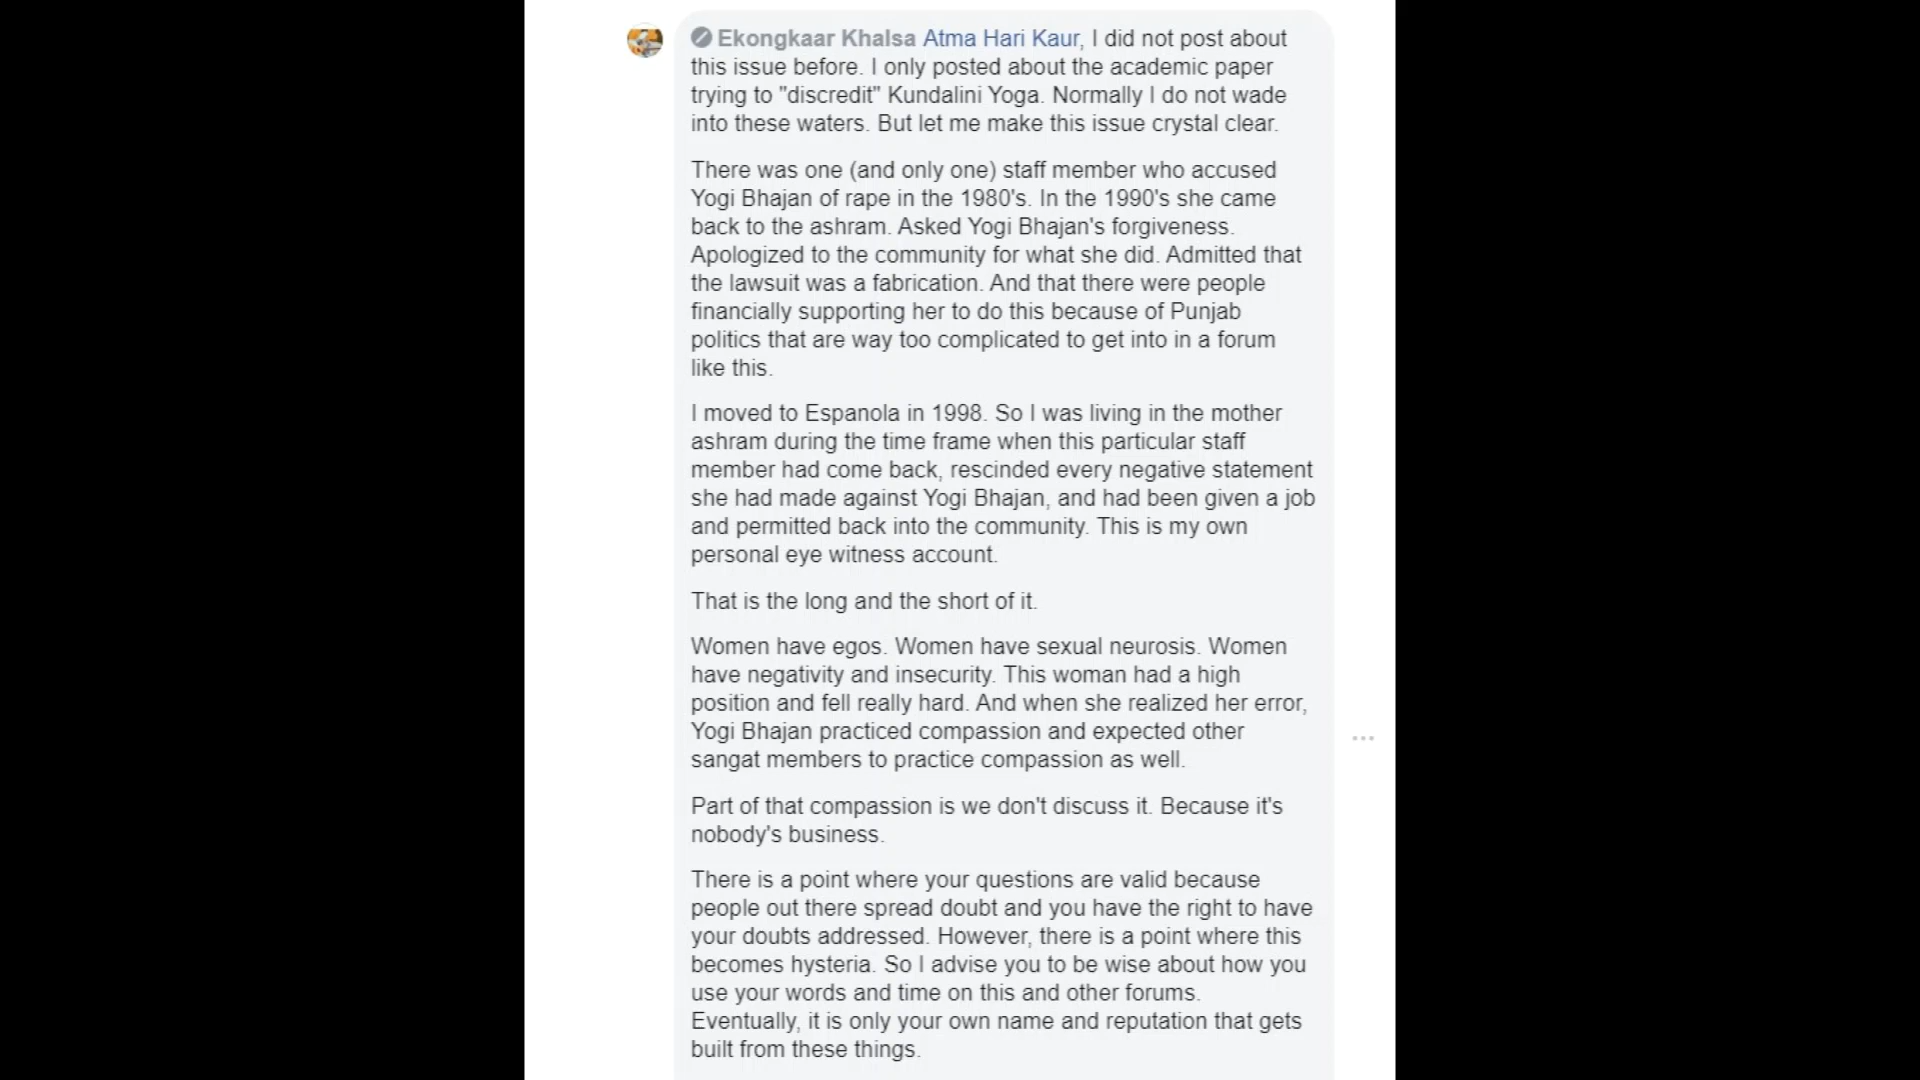 Ekongkaar Khalsa Atma Hari Kaur, I did not post about
this issue before. I only posted about the academic paper
trying to "discredit" Kundalini Yoga. Normally I do not wade
into these waters. But let me make this issue crystal clear.
There was one (and only one) staff member who accused
Yogi Bhajan of rape in the 1980's. In the 1990's she came
back to the ashram. Asked Yogi Bhajan's forgiveness.
Apologized to the community for what she did. Admitted that
the lawsuit was a fabrication. And that there were people
financially supporting her to do this because of Punjab
politics that are way too complicated to get into in a forum
like this.
I moved to Espanola in 1998. So I was living in the mother
ashram during the time frame when this particular staff
member had come back, rescinded every negative statement
she had made against Yogi Bhajan, and had been given a job
and permitted back into the community. This is my own
personal eye witness account.
That is the long and the short of it.
Women have egos. Women have sexual neurosis. Women
have negativity and insecurity. This woman had a high
position and fell really hard. And when she realized her error,
Yogi Bhajan practiced compassion and expected other
sangat members to practice compassion as well.
Part of that compassion is we don't discuss it. Because it's
nobody's business.
There is a point where your questions are valid because
people out there spread doubt and you have the right to have
your doubts addressed. However, there is a point where this
becomes hysteria. So I advise you to be wise about how you
use your words and time on this and other forums.
Eventually, it is only your own name and reputation that gets
built from these things.